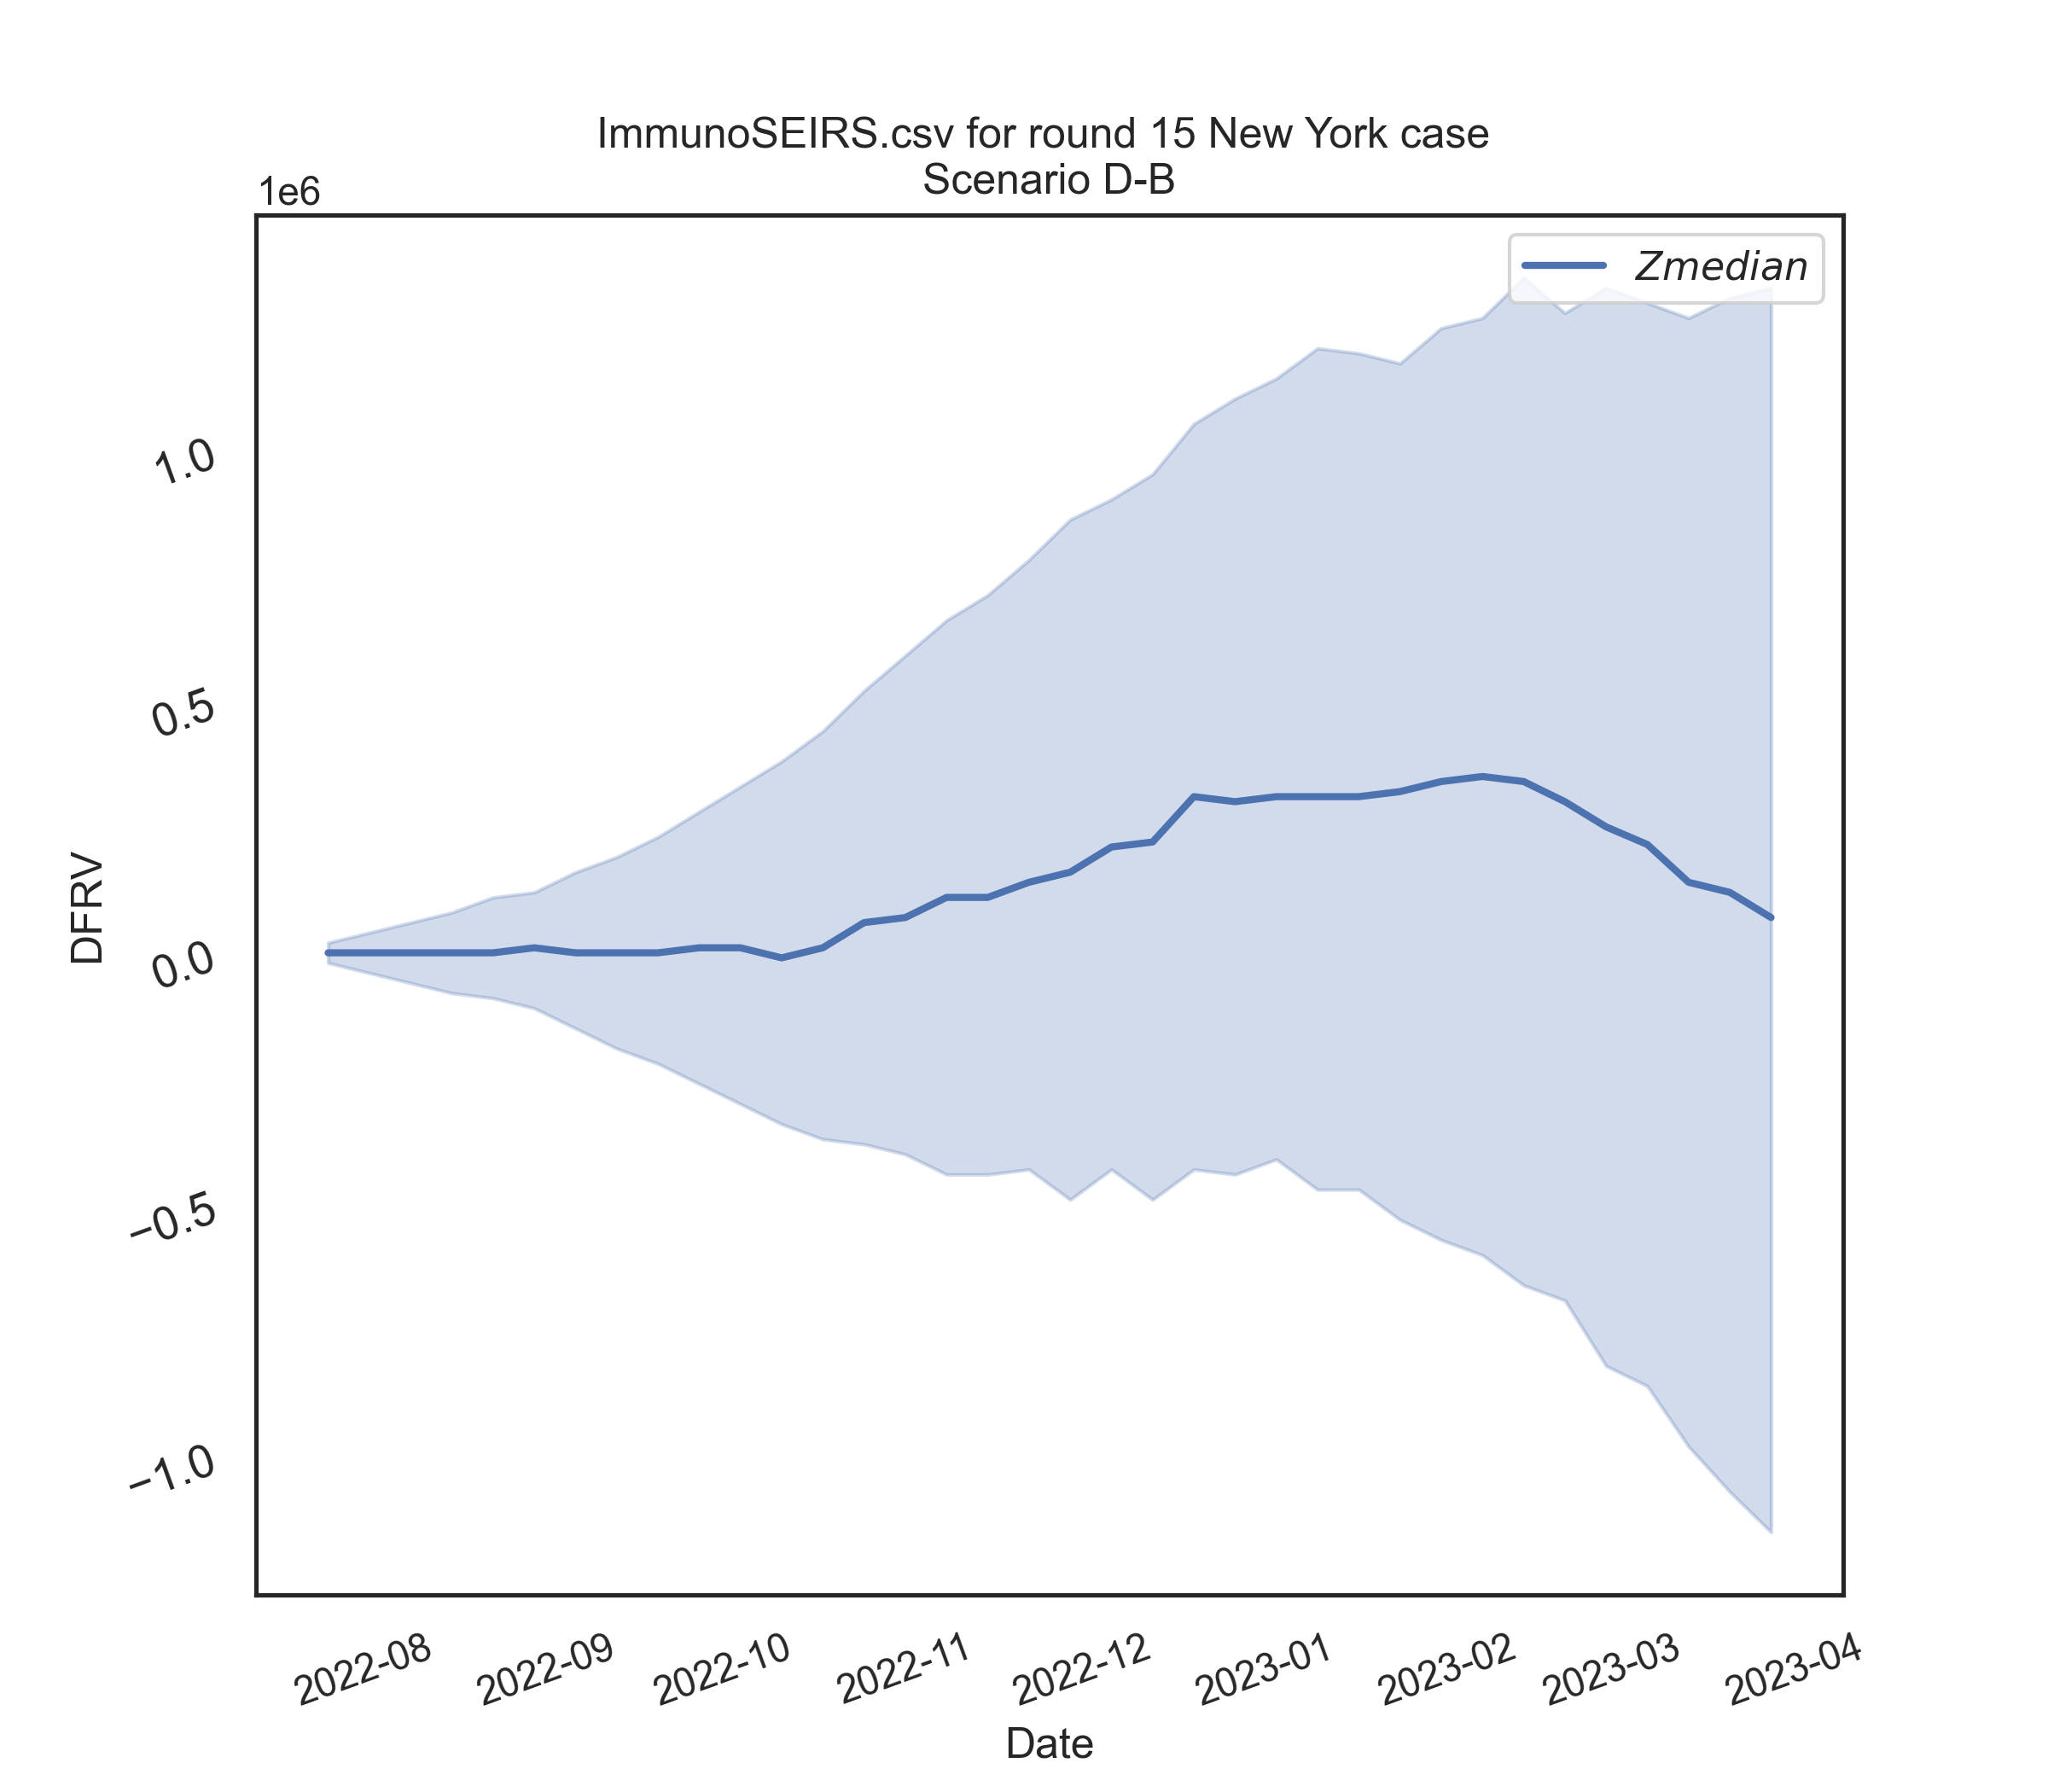 ImmunoSEIRS.csv for round 15 New York case
Scenario D-B
1e6
Zmedian
1.0
0.5
0.0
−0.5
−1.0
DFRV
2022-08
2022-09
2022-10
2022-11
2022-12
2023-01
2023-02
2023-03
2023-04
Date